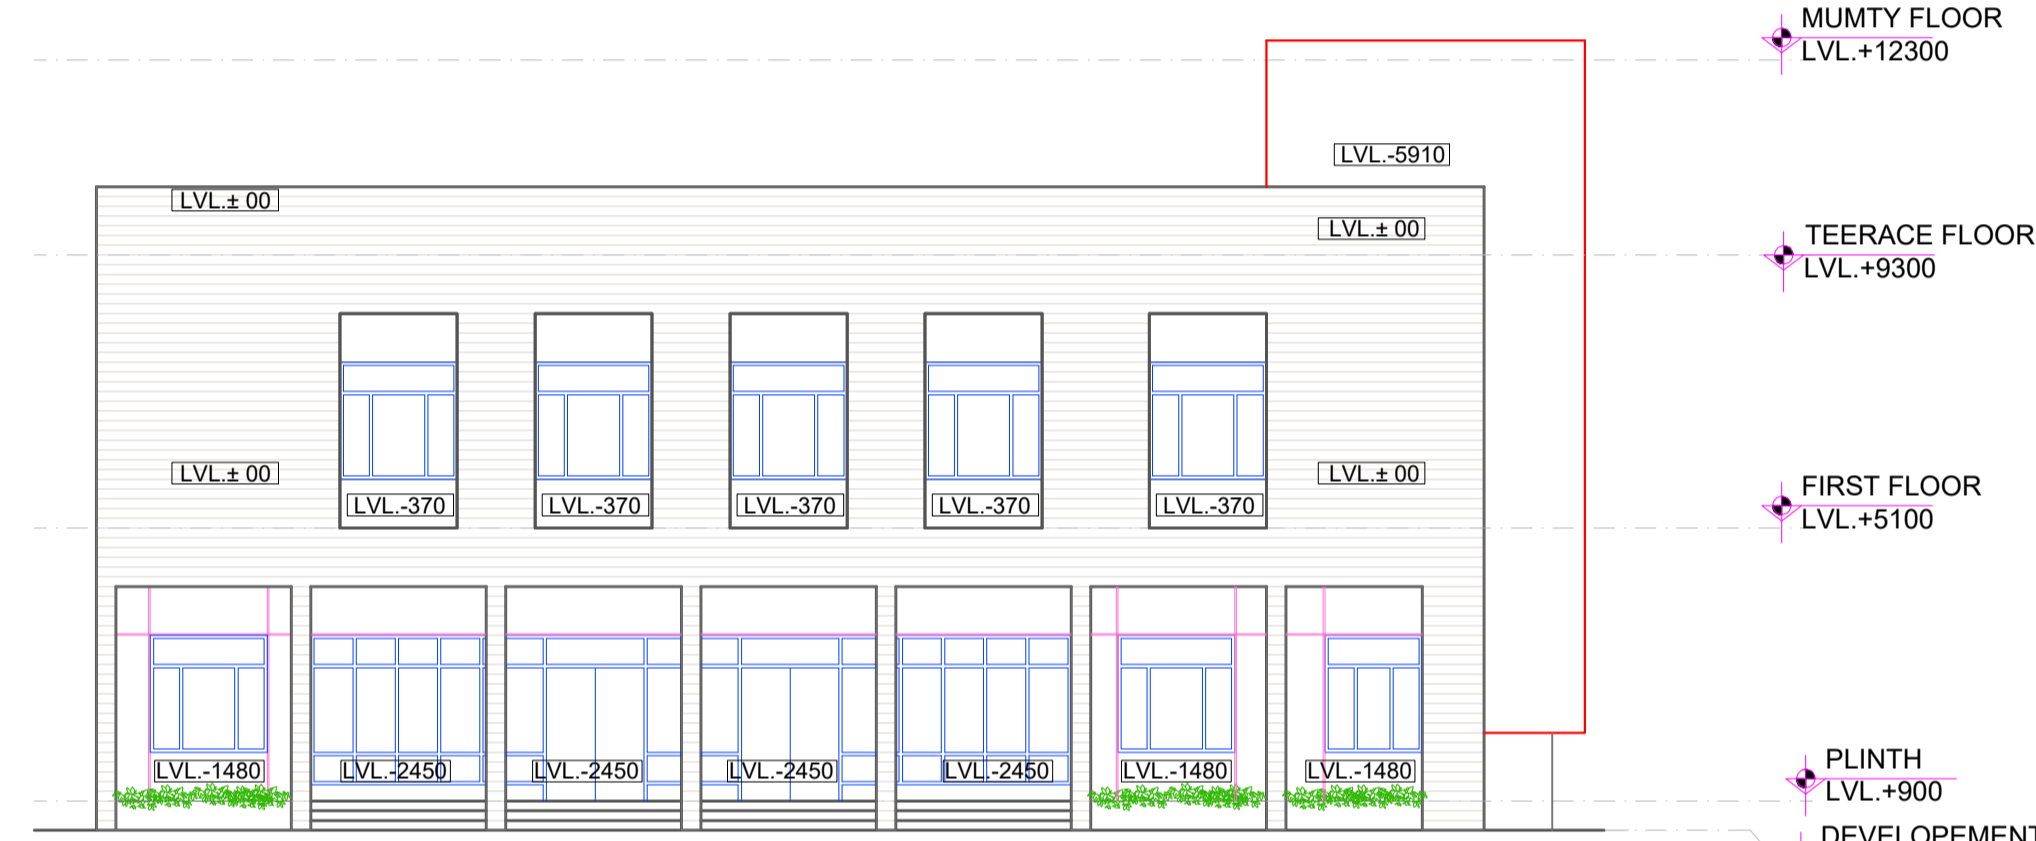 MUMTY FLOOR
LVL.+12300
LVL.-5910
LVL.± 00
LVL.± 00
TEERACE FLOOR
LVL.+9300
LVL.± 00
LVL.± 00
LVL.-370
LVL.-370
LVL.-370
LVL.-370
LVL.-370
FIRST FLOOR
LVL.+5100
LVL.-1480
LVL.-2450
LVL.-2450
LVL.-2450
LVL.-2450
LVL.-1480
LVL.-1480
PLINTH
LVL.+900
DEVELOPEMENT